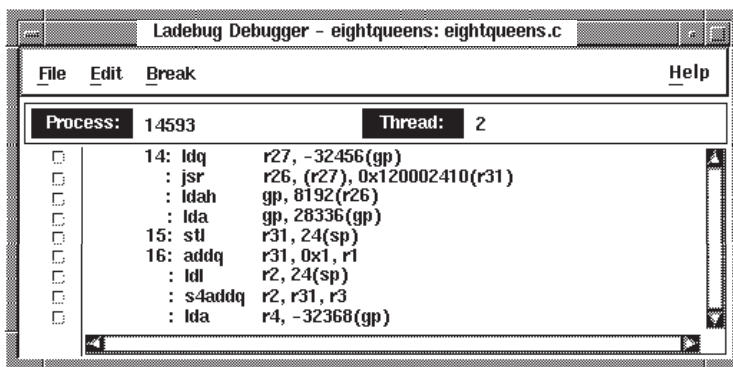 Ladebug Debugger - eightqueens: eightqueens.c
File Edit Break Help
Process: 14593 Thread: 2
14: ldq r27, -32456(gp)
: jsr r26, (r27), 0x120002410(r31)
: ldah gp, 8192(r26)
: lda gp, 28336(gp)
15: stl r31, 24(sp)
16: addq r31, 0x1, r1
: ldl r2, 24(sp)
: s4addq r2, r31, r3
: lda r4, -32368(gp)